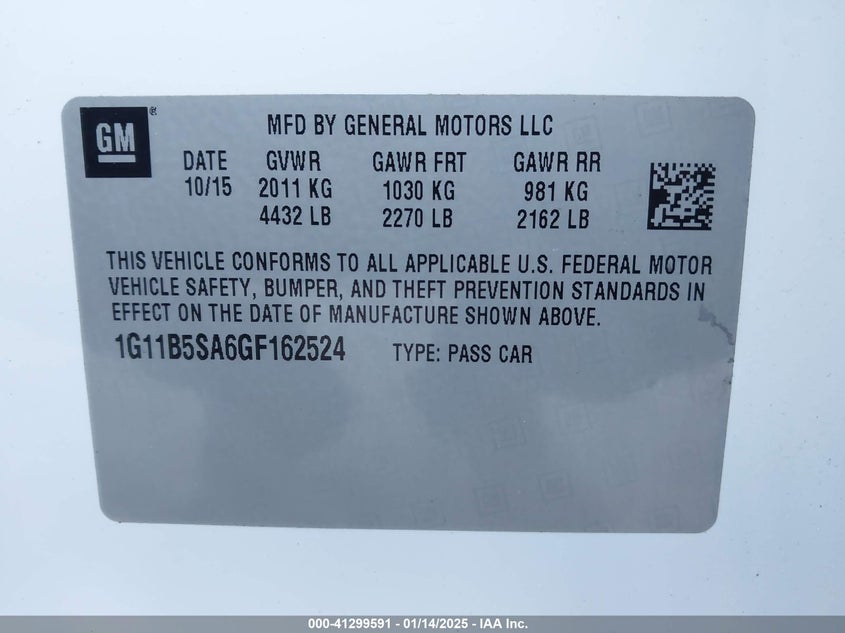 GM®
MFD BY GENERAL MOTORS LLC
DATE GVWR GAWR FRT GAWR RR
10/15 2011 KG 1030 KG 981 KG
4432 LB 2270 LB 2162 LB
THIS VEHICLE CONFORMS TO ALL APPLICABLE U.S. FEDERAL MOTOR
VEHICLE SAFETY, BUMPER, AND THEFT PREVENTION STANDARDS IN
EFFECT ON THE DATE OF MANUFACTURE SHOWN ABOVE.
1G11B5SA6GF162524 TYPE: PASS CAR
000-41299591 - 01/14/2025 - IAA Inc.